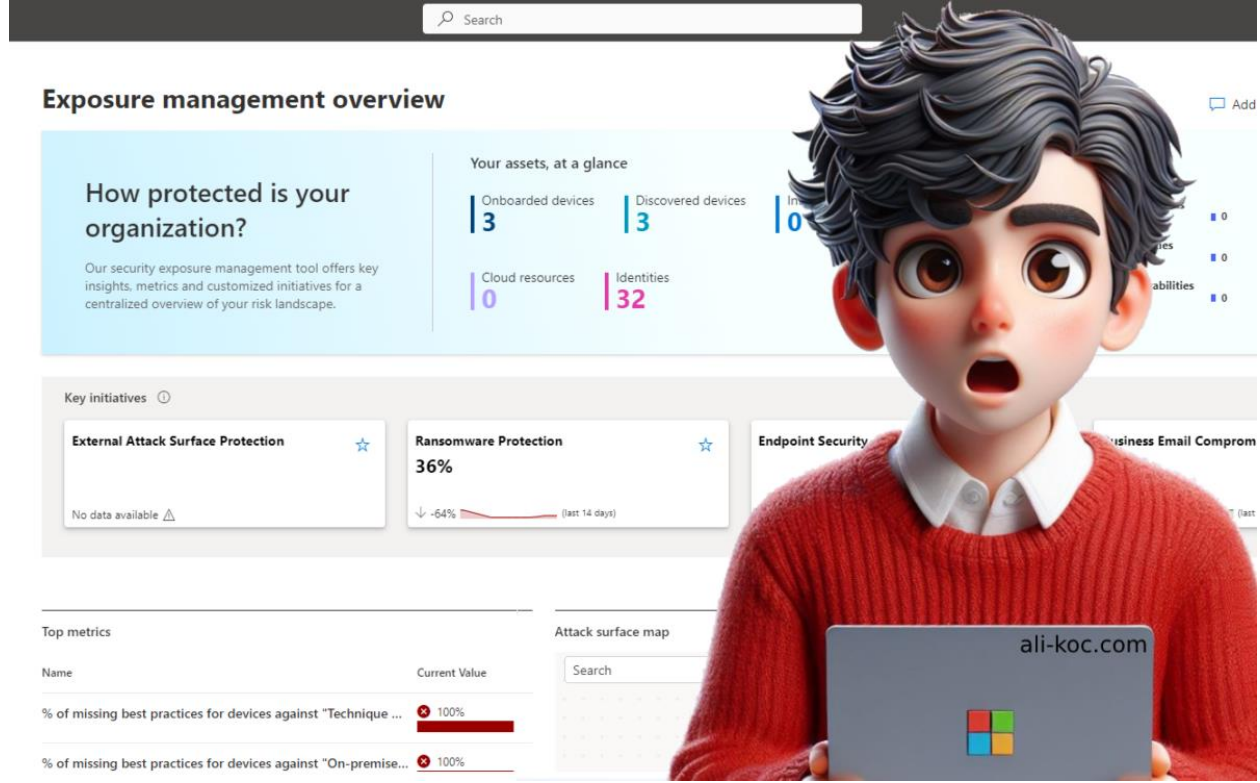 Search
Exposure management overview
Add
How protected is your
organization?
Our security exposure management tool offers key
insights, metrics and customized initiatives for a
centralized overview of your risk landscape.
Your assets, at a glance
Onboarded devices
3
Discovered devices
3
0
Cloud resources
0
Identities
32
0
0
0
Key initiatives
External Attack Surface Protection
No data available
Ransomware Protection
36%
-64%
(last 14 days)
Endpoint Security
Business Email Comprom
(last
Top metrics
Name
Current Value
% of missing best practices for devices against "Technique ...
100%
% of missing best practices for devices against "On-premise...
100%
Attack surface map
Search
ali-koc.com